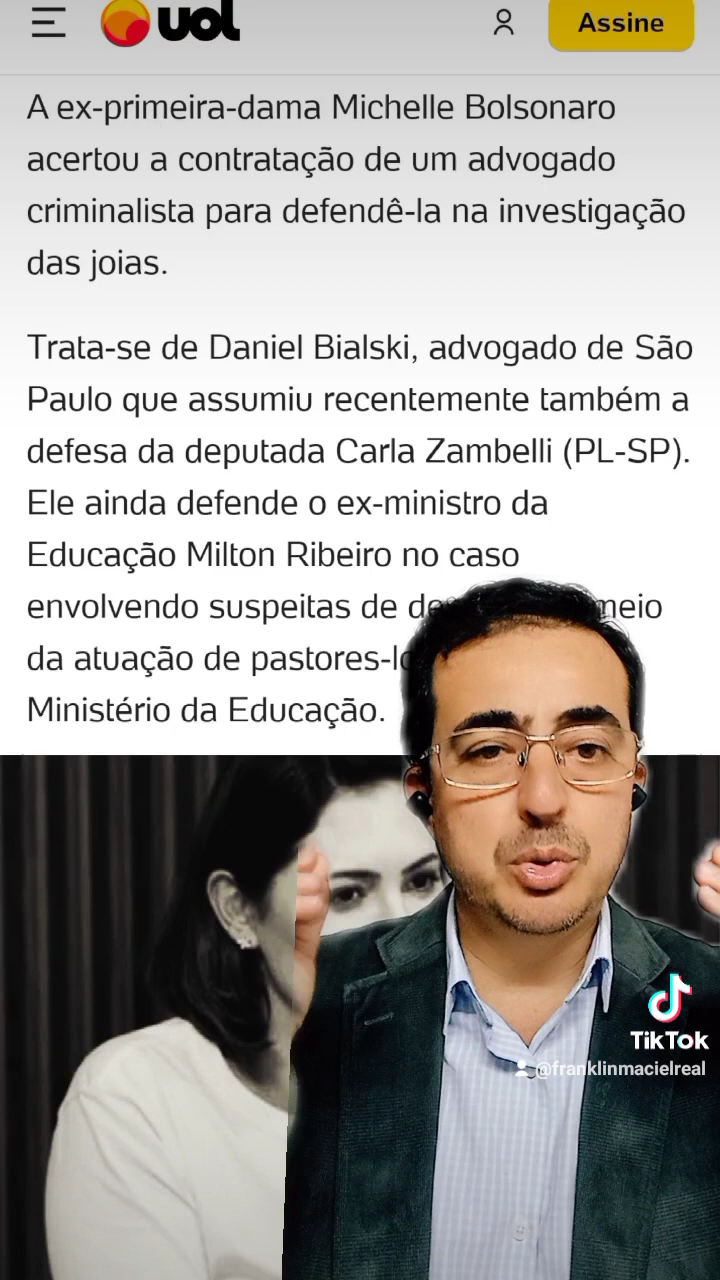 uol
Assine
A ex-primeira-dama Michelle Bolsonaro
acertou a contratação de um advogado
criminalista para defendê-la na investigação
das joias.
Trata-se de Daniel Bialski, advogado de São
Paulo que assumiu recentemente também a
defesa da deputada Carla Zambelli (PL-SP).
Ele ainda defende o ex-ministro da
Educação Milton Ribeiro no caso
envolvendo suspeitas de meio
da atuação de
Ministério da Educação.
TikTok
@franklinmacielreal